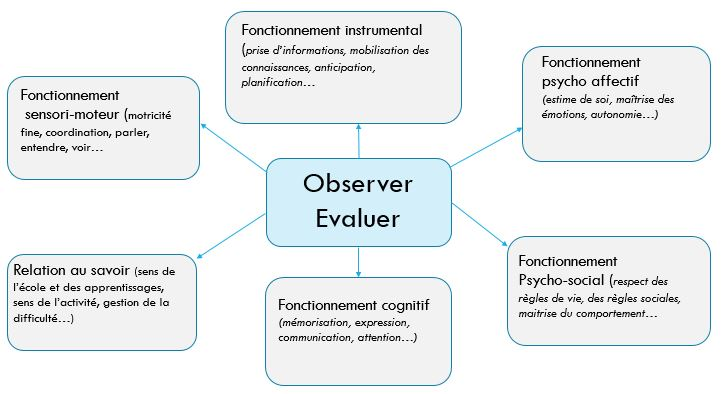 Fonctionnement instrumental
(prise d'informations, mobilisation des
connaissances, anticipation,
planification…
Fonctionnement
psycho affectif
(estime de soi, maîtrise des
émotions, autonomie…)
Fonctionnement
sensori-moteur (motricité
fine, coordination, parler,
entendre, voir…
Observer
Evaluer
Relation au savoir (sens de
l'école et des apprentissages,
sens de l'activité, gestion de la
difficulté…)
Fonctionnement cognitif
(mémorisation, expression,
communication, attention…)
Fonctionnement
Psycho-social (respect des
règles de vie, des règles sociales,
maitrise du comportement…